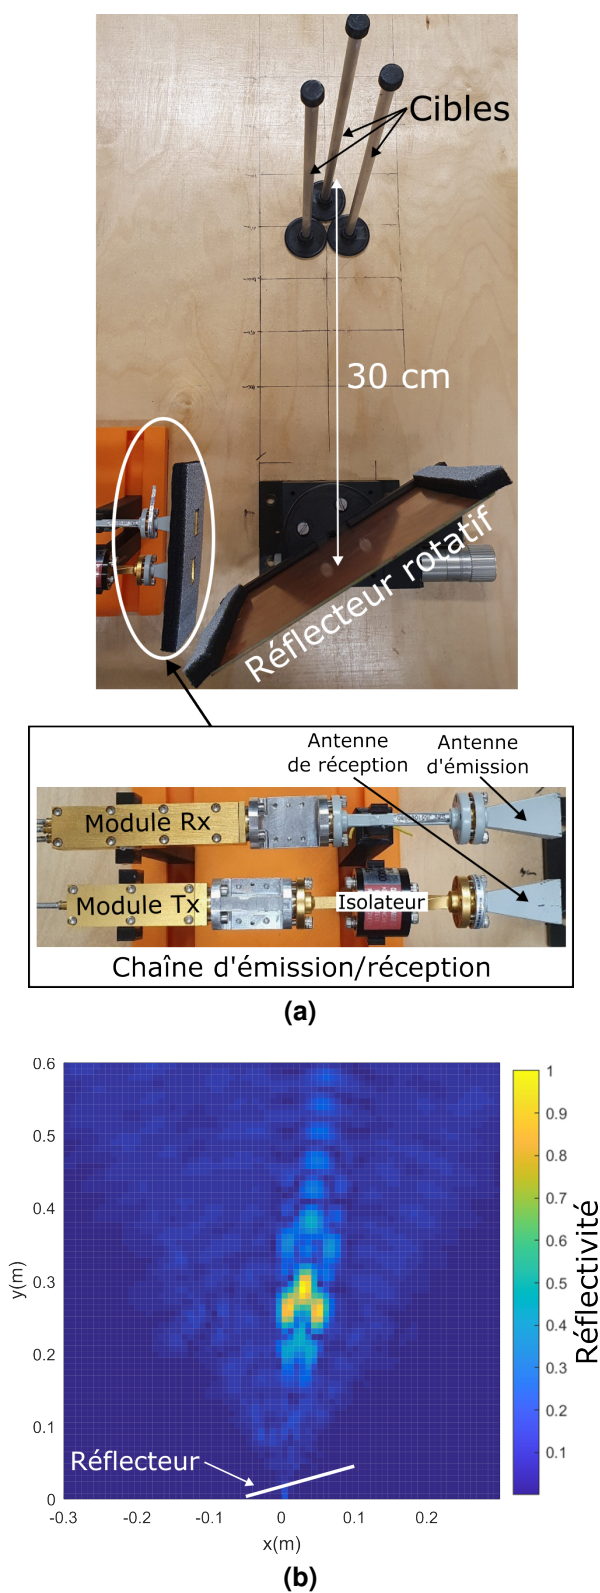 Cibles
30 cm
Réflecteur rotatif
Antenne
de réception
Antenne
d'émission
Module Rx
Module Tx
Isolateur
Chaîne d'émission/réception
(a)
0.6
0.5
0.4
0.3
0.2
0.1
0
y(m)
Réflecteur
-0.3
-0.2
-0.1
0
0.1
0.2
x(m)
1
0.9
0.8
0.7
0.6
0.5
0.4
0.3
0.2
0.1
Réflectivité
(b)